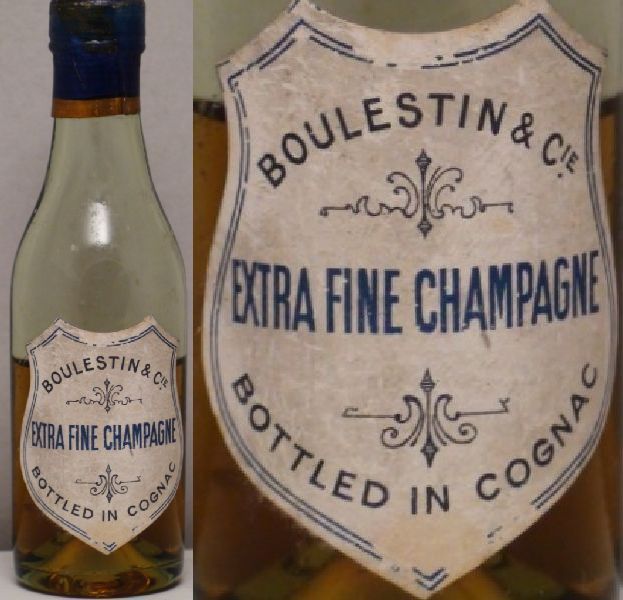 BOULESTIN & CIE
EXTRA FINE CHAMPAGNE
BOTTLED IN COGNAC
BOULESTIN & CIE.
EXTRA FINE CHAMPAGNE
BOTTLED IN COGNAC